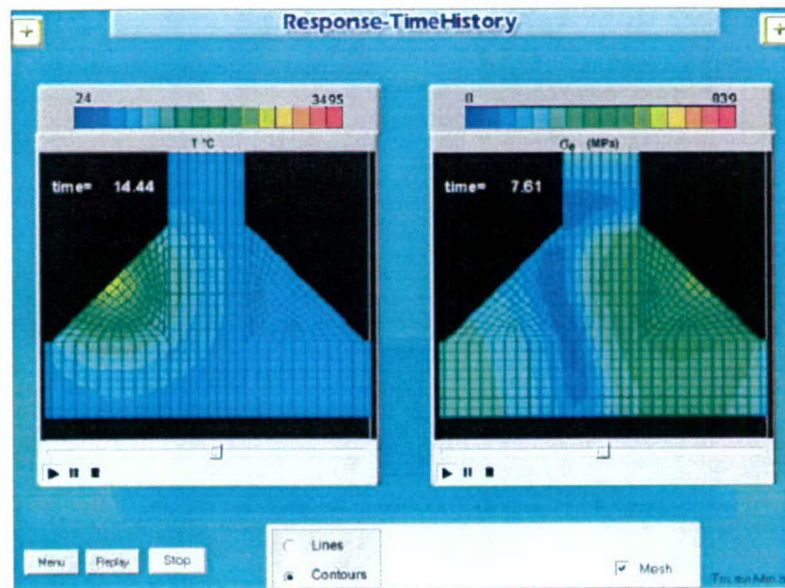 Response-TimeHistory
24 3495
T °C
time= 14.44
0 839
σe (MPa)
time= 7.61
Menu
Replay
Stop
Lines
Contours
Mesh